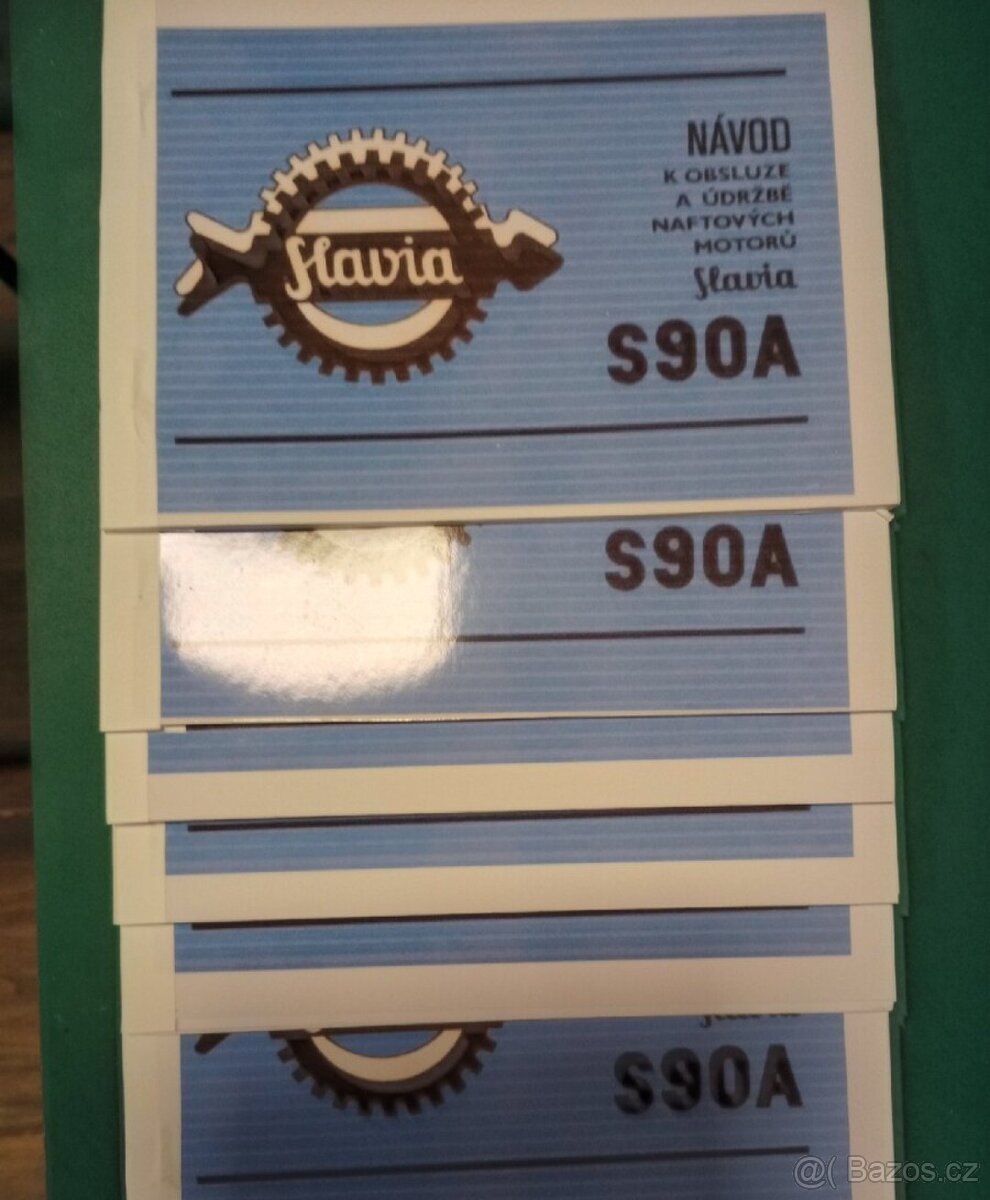 NÁVOD
K OBSLUZE
A ÚDRŽBĚ
NAFTOVÝCH
MOTORŮ
Slavia
S90A
Slavia
S90A
S90A
@( Bazos.cz